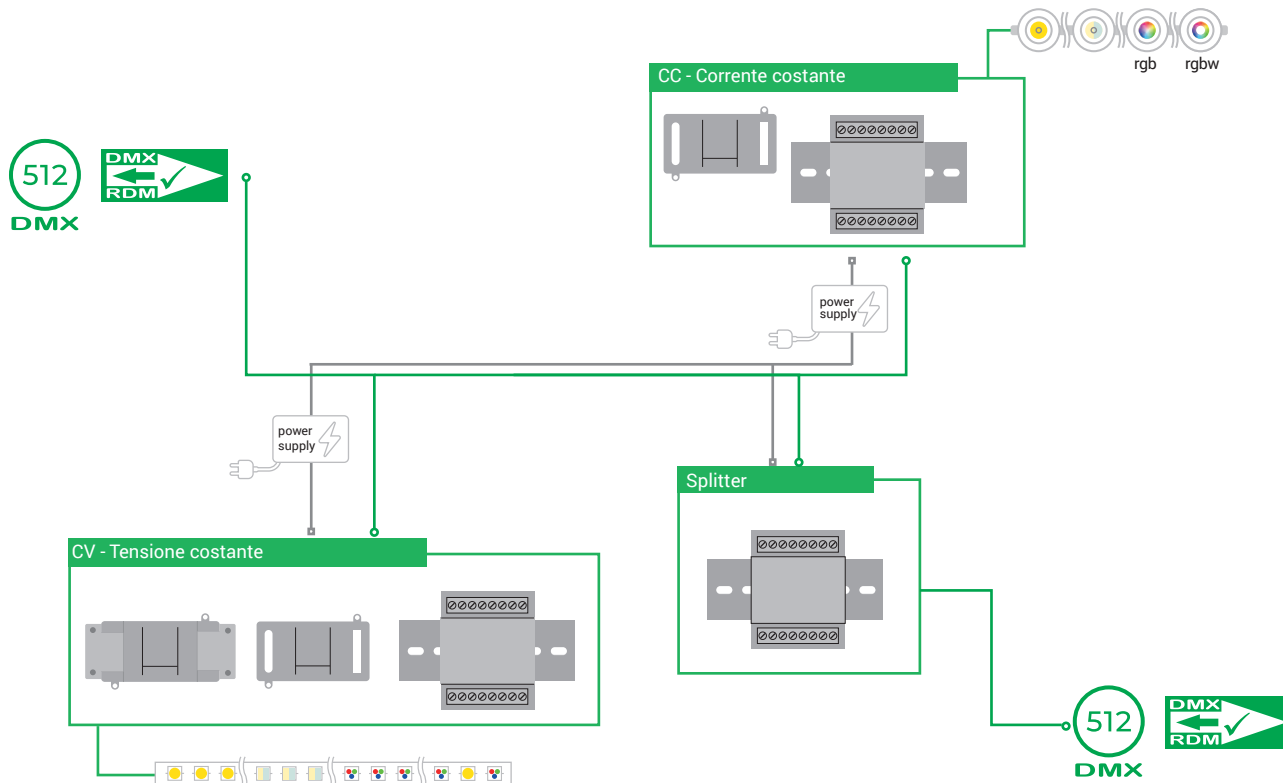 rgb
rgbw
CC - Corrente costante
512
DMX
DMX
RDM
power
supply
power
supply
Splitter
CV - Tensione costante
512
DMX
DMX
RDM